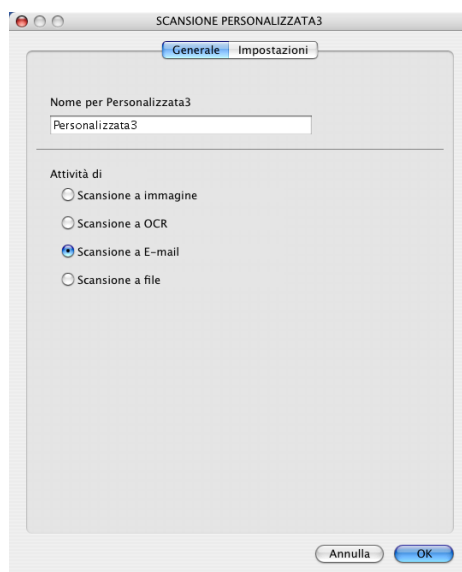 SCANSIONE PERSONALIZZATA3
Generale Impostazioni
Nome per Personalizzata3
Personalizzata3
Attività di
Scansione a immagine
Scansione a OCR
Scansione a E-mail
Scansione a file
Annulla OK